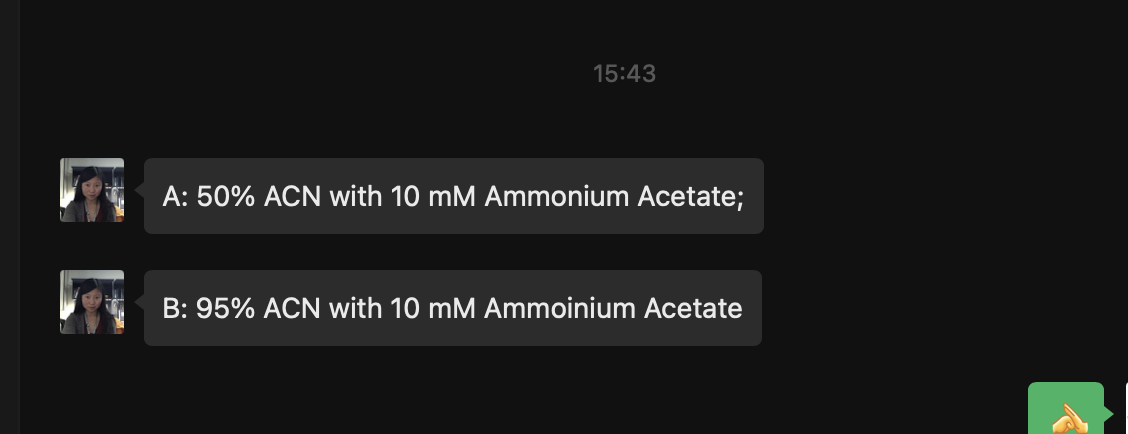 15:43
A: 50% ACN with 10 mM Ammonium Acetate;
B: 95% ACN with 10 mM Ammoinium Acetate